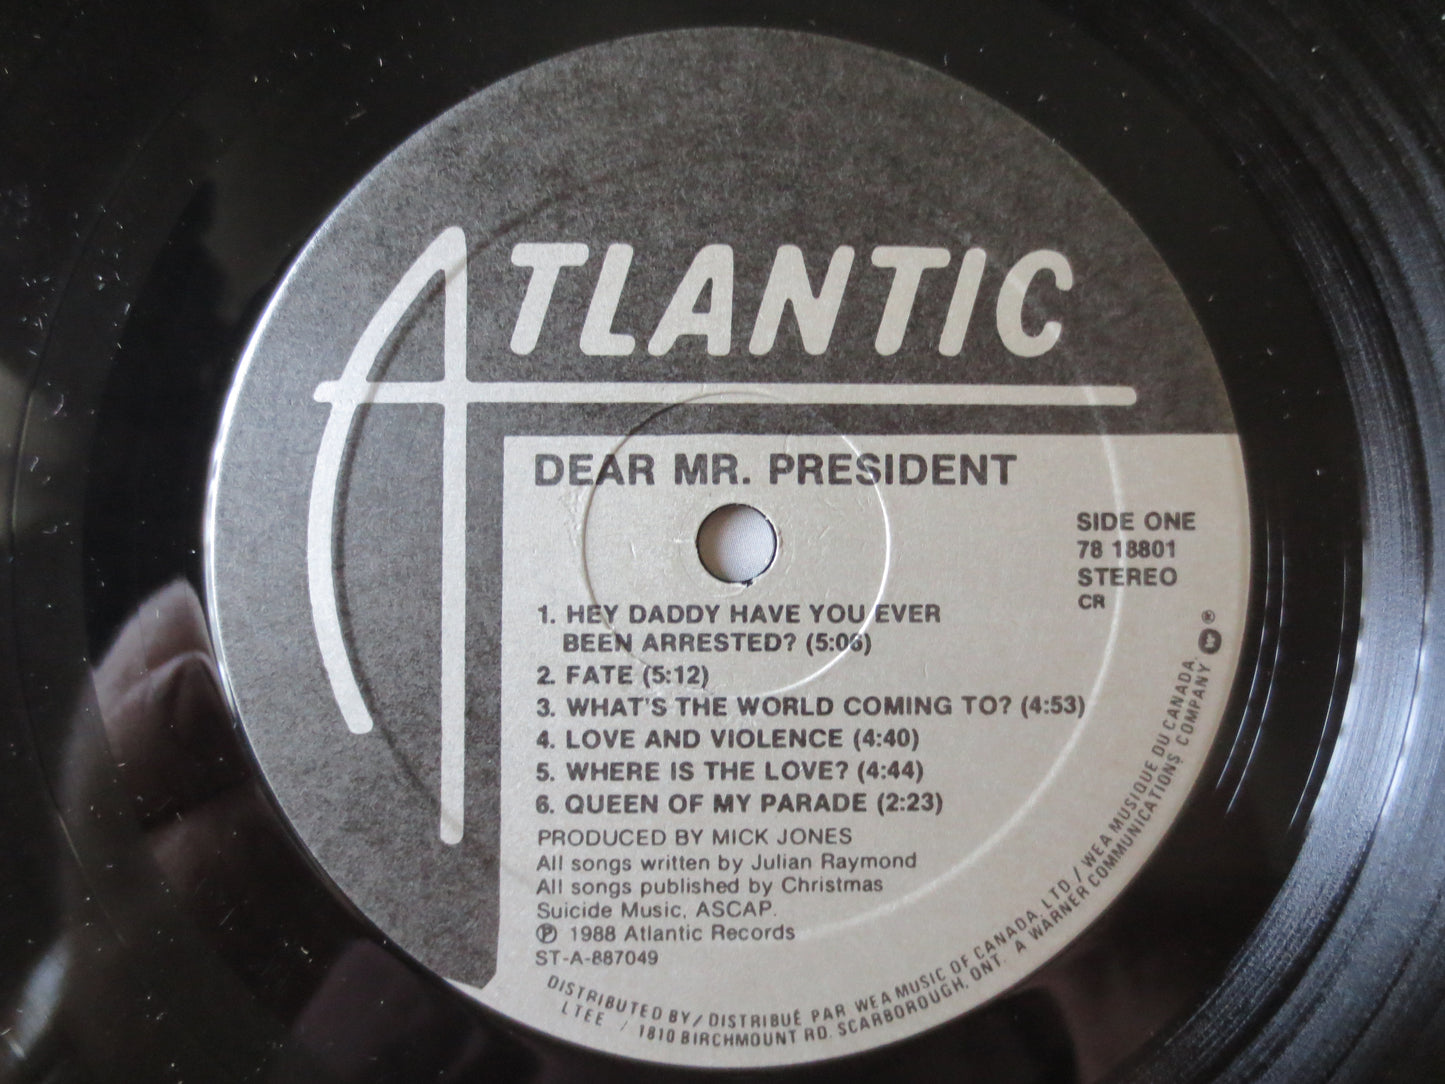 ATLANTIC
DEAR MR. PRESIDENT
SIDE ONE
78 18801
STEREO
CR
1. HEY DADDY HAVE YOU EVER
BEEN ARRESTED? (5:06)
2. FATE (5:12)
3. WHAT'S THE WORLD COMING TO? (4:53)
4. LOVE AND VIOLENCE (4:40)
5. WHERE IS THE LOVE? (4:44)
6. QUEEN OF MY PARADE (2:23)
PRODUCED BY MICK JONES
All songs written by Julian Raymond
All songs published by Christmas
Suicide Music, ASCAP.
℗ 1988 Atlantic Records
ST-A-887049
DISTRIBUTED BY / DISTRIBUÉ PAR WEA MUSIC OF CANADA, LTD / WEA MUSIQUE DU CANADA,
LTEE / 1810 BIRCHMOUNT RD. SCARBOROUGH, ONT. A WARNER COMMUNICATIONS COMPANY ®